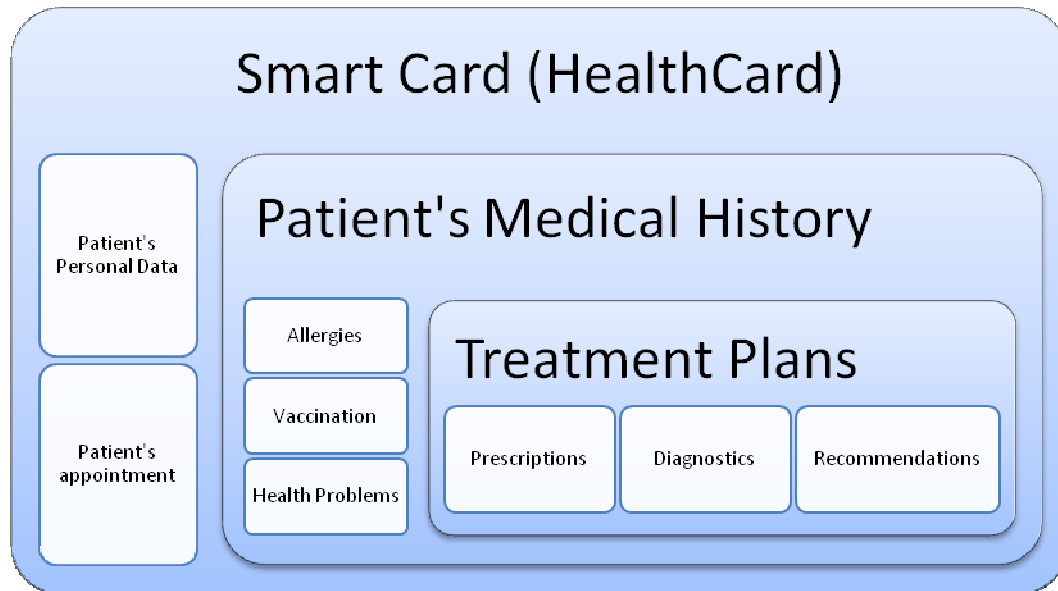 Smart Card (HealthCard)
Patient's
Personal Data
Patient's
appointment
Patient's Medical History
Allergies
Vaccination
Health Problems
Treatment Plans
Prescriptions
Diagnostics
Recommendations